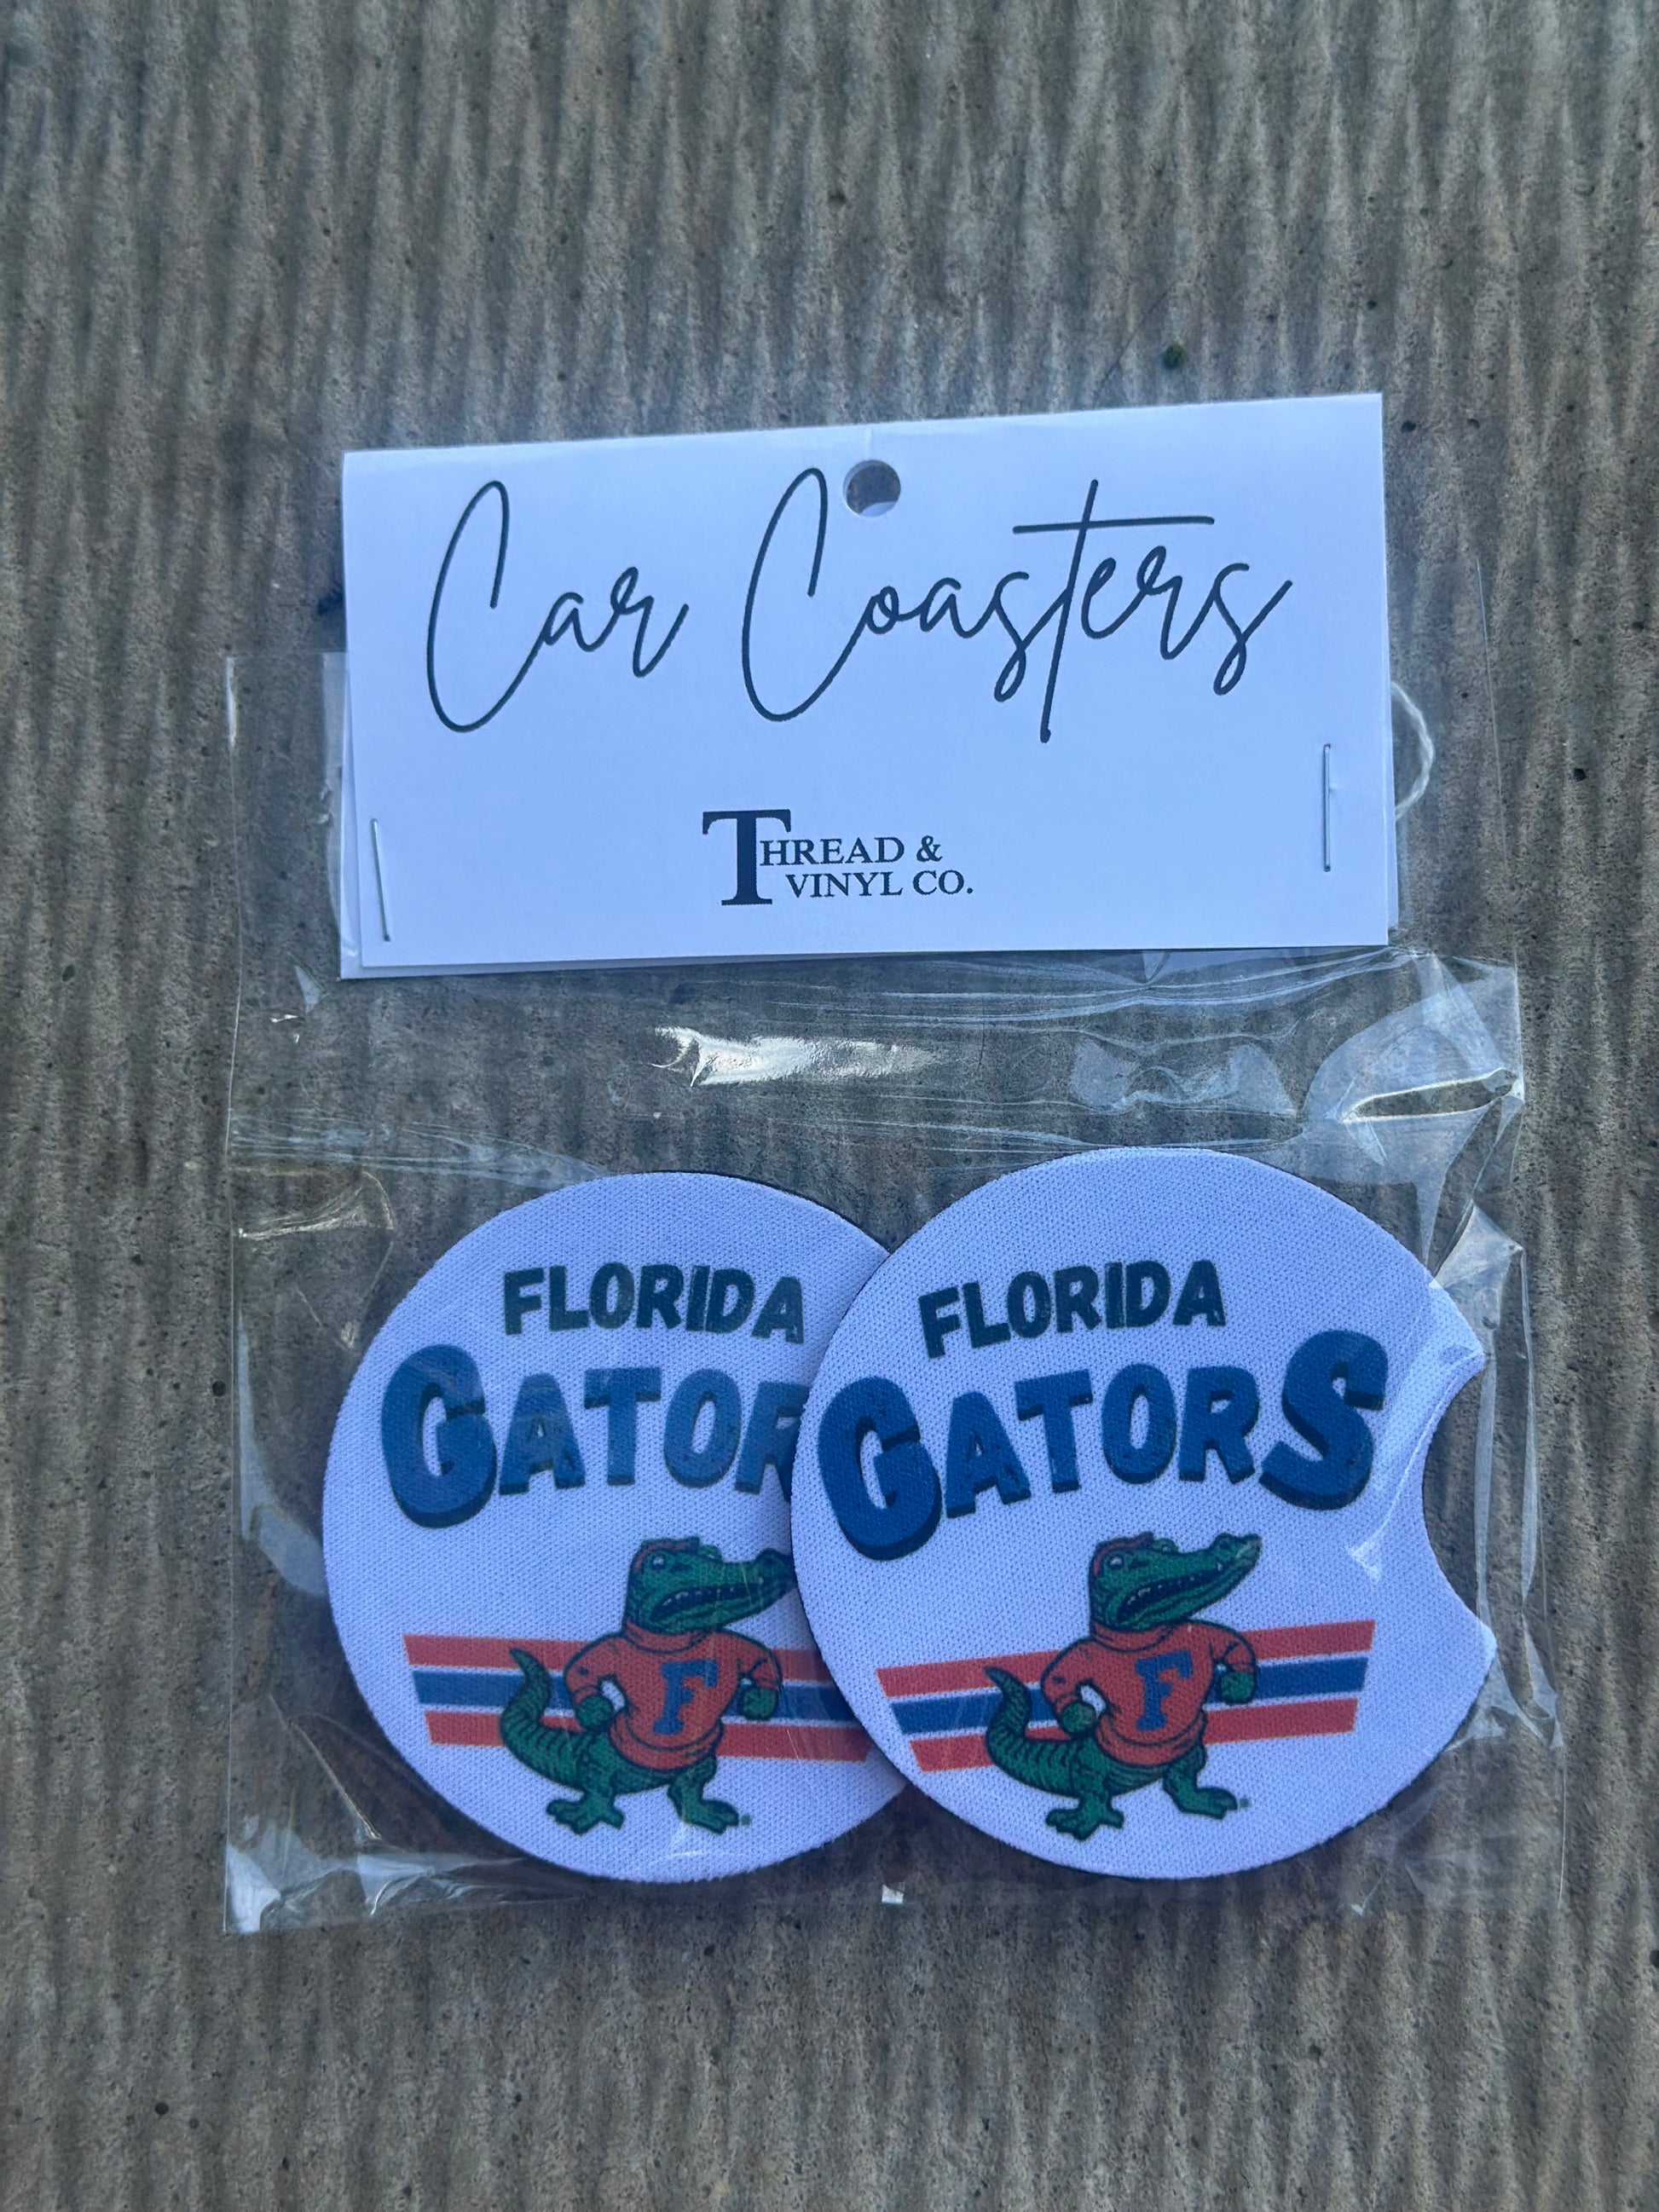 Car Coasters
THREAD &
VINYL CO.
FLORIDA
GATOR
F
FLORIDA
GATORS
F